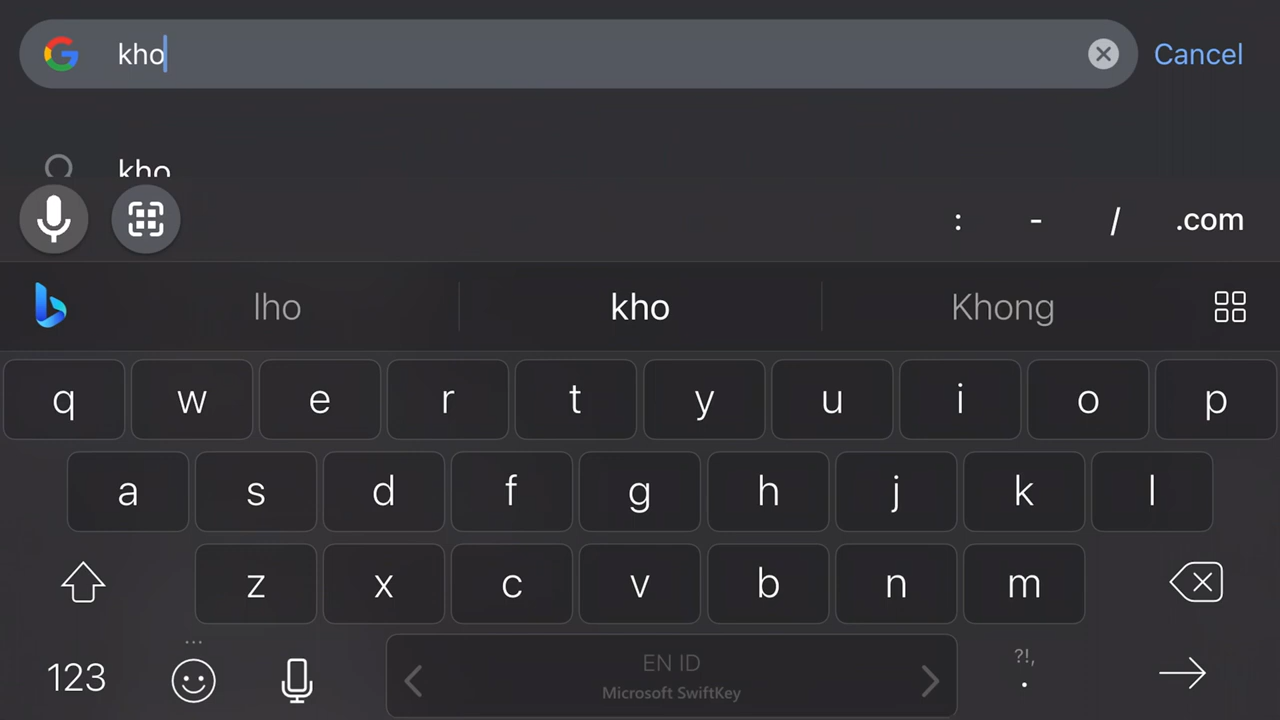 kho
Cancel
kho
: - / .com
lho kho Khong
q w e r t y u i o p
a s d f g h j k l
z x c v b n m
123 ... EN ID ?!,
Microsoft SwiftKey .